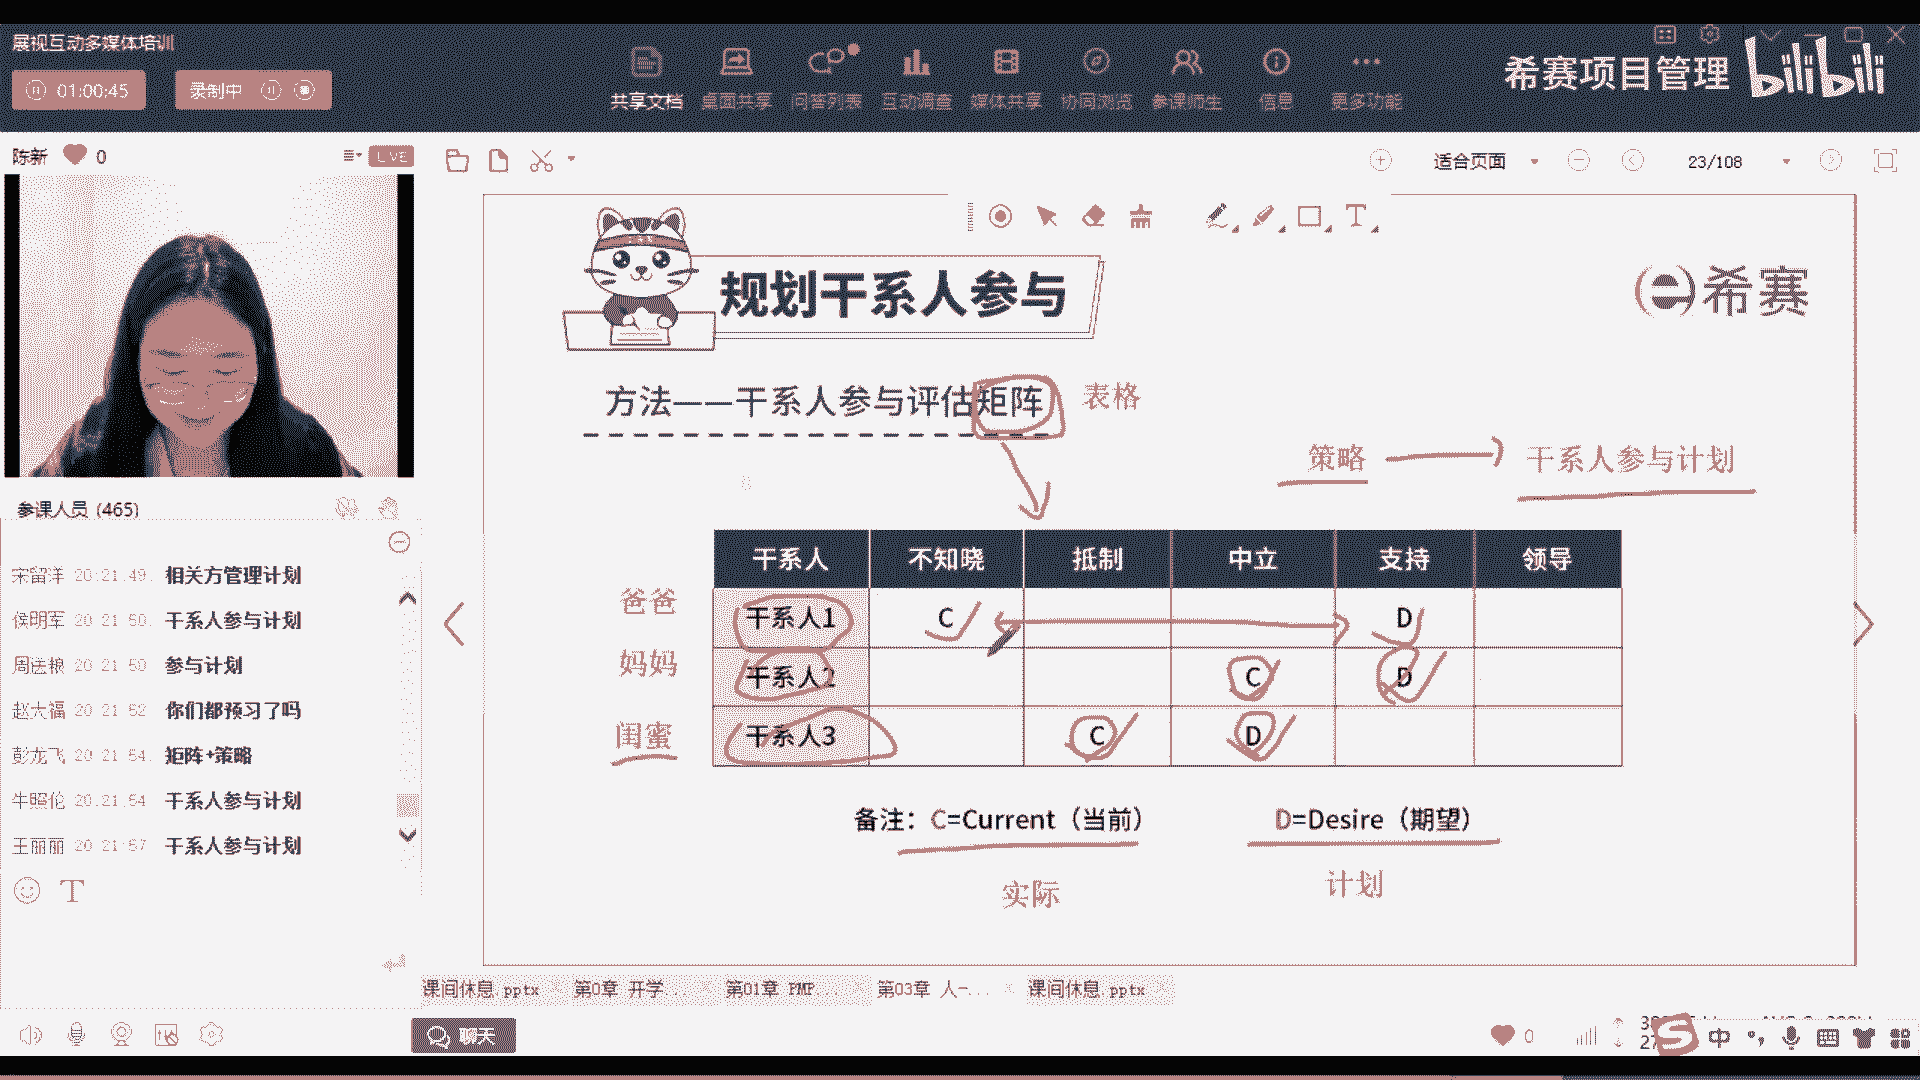 展视互动多媒体培训
01:00:45
录制中
共享文档 桌面共享 问答列表 互动调查 媒体共享 协同浏览 参课师生 信息 更多功能
希赛项目管理 bilibili
陈新 0 LIVE
适合页面 23/108
规划干系人参与
希赛
方法——干系人参与评估矩阵 表格
策略 干系人参与计划
干系人 不知晓 抵制 中立 支持 领导
爸爸 干系人1 C D
妈妈 干系人2 C D
闺蜜 干系人3 C D
备注：C=Current（当前） D=Desire（期望）
实际 计划
参课人员 (465)
宋留洋 20:21:49 相关方管理计划
侯明军 20:21:50 干系人参与计划
20:21:50 参与计划
赵大福 20:21:52 你们都预习了吗
彭龙飞 20:21:54 矩阵+策略
牛照伦 20:21:54 干系人参与计划
王丽丽 20:21:57 干系人参与计划
T
课间休息.pptx 第0章 开学... 第01章 PMP... 第03章 人-... 课间休息.pptx
聊天
0
S 中